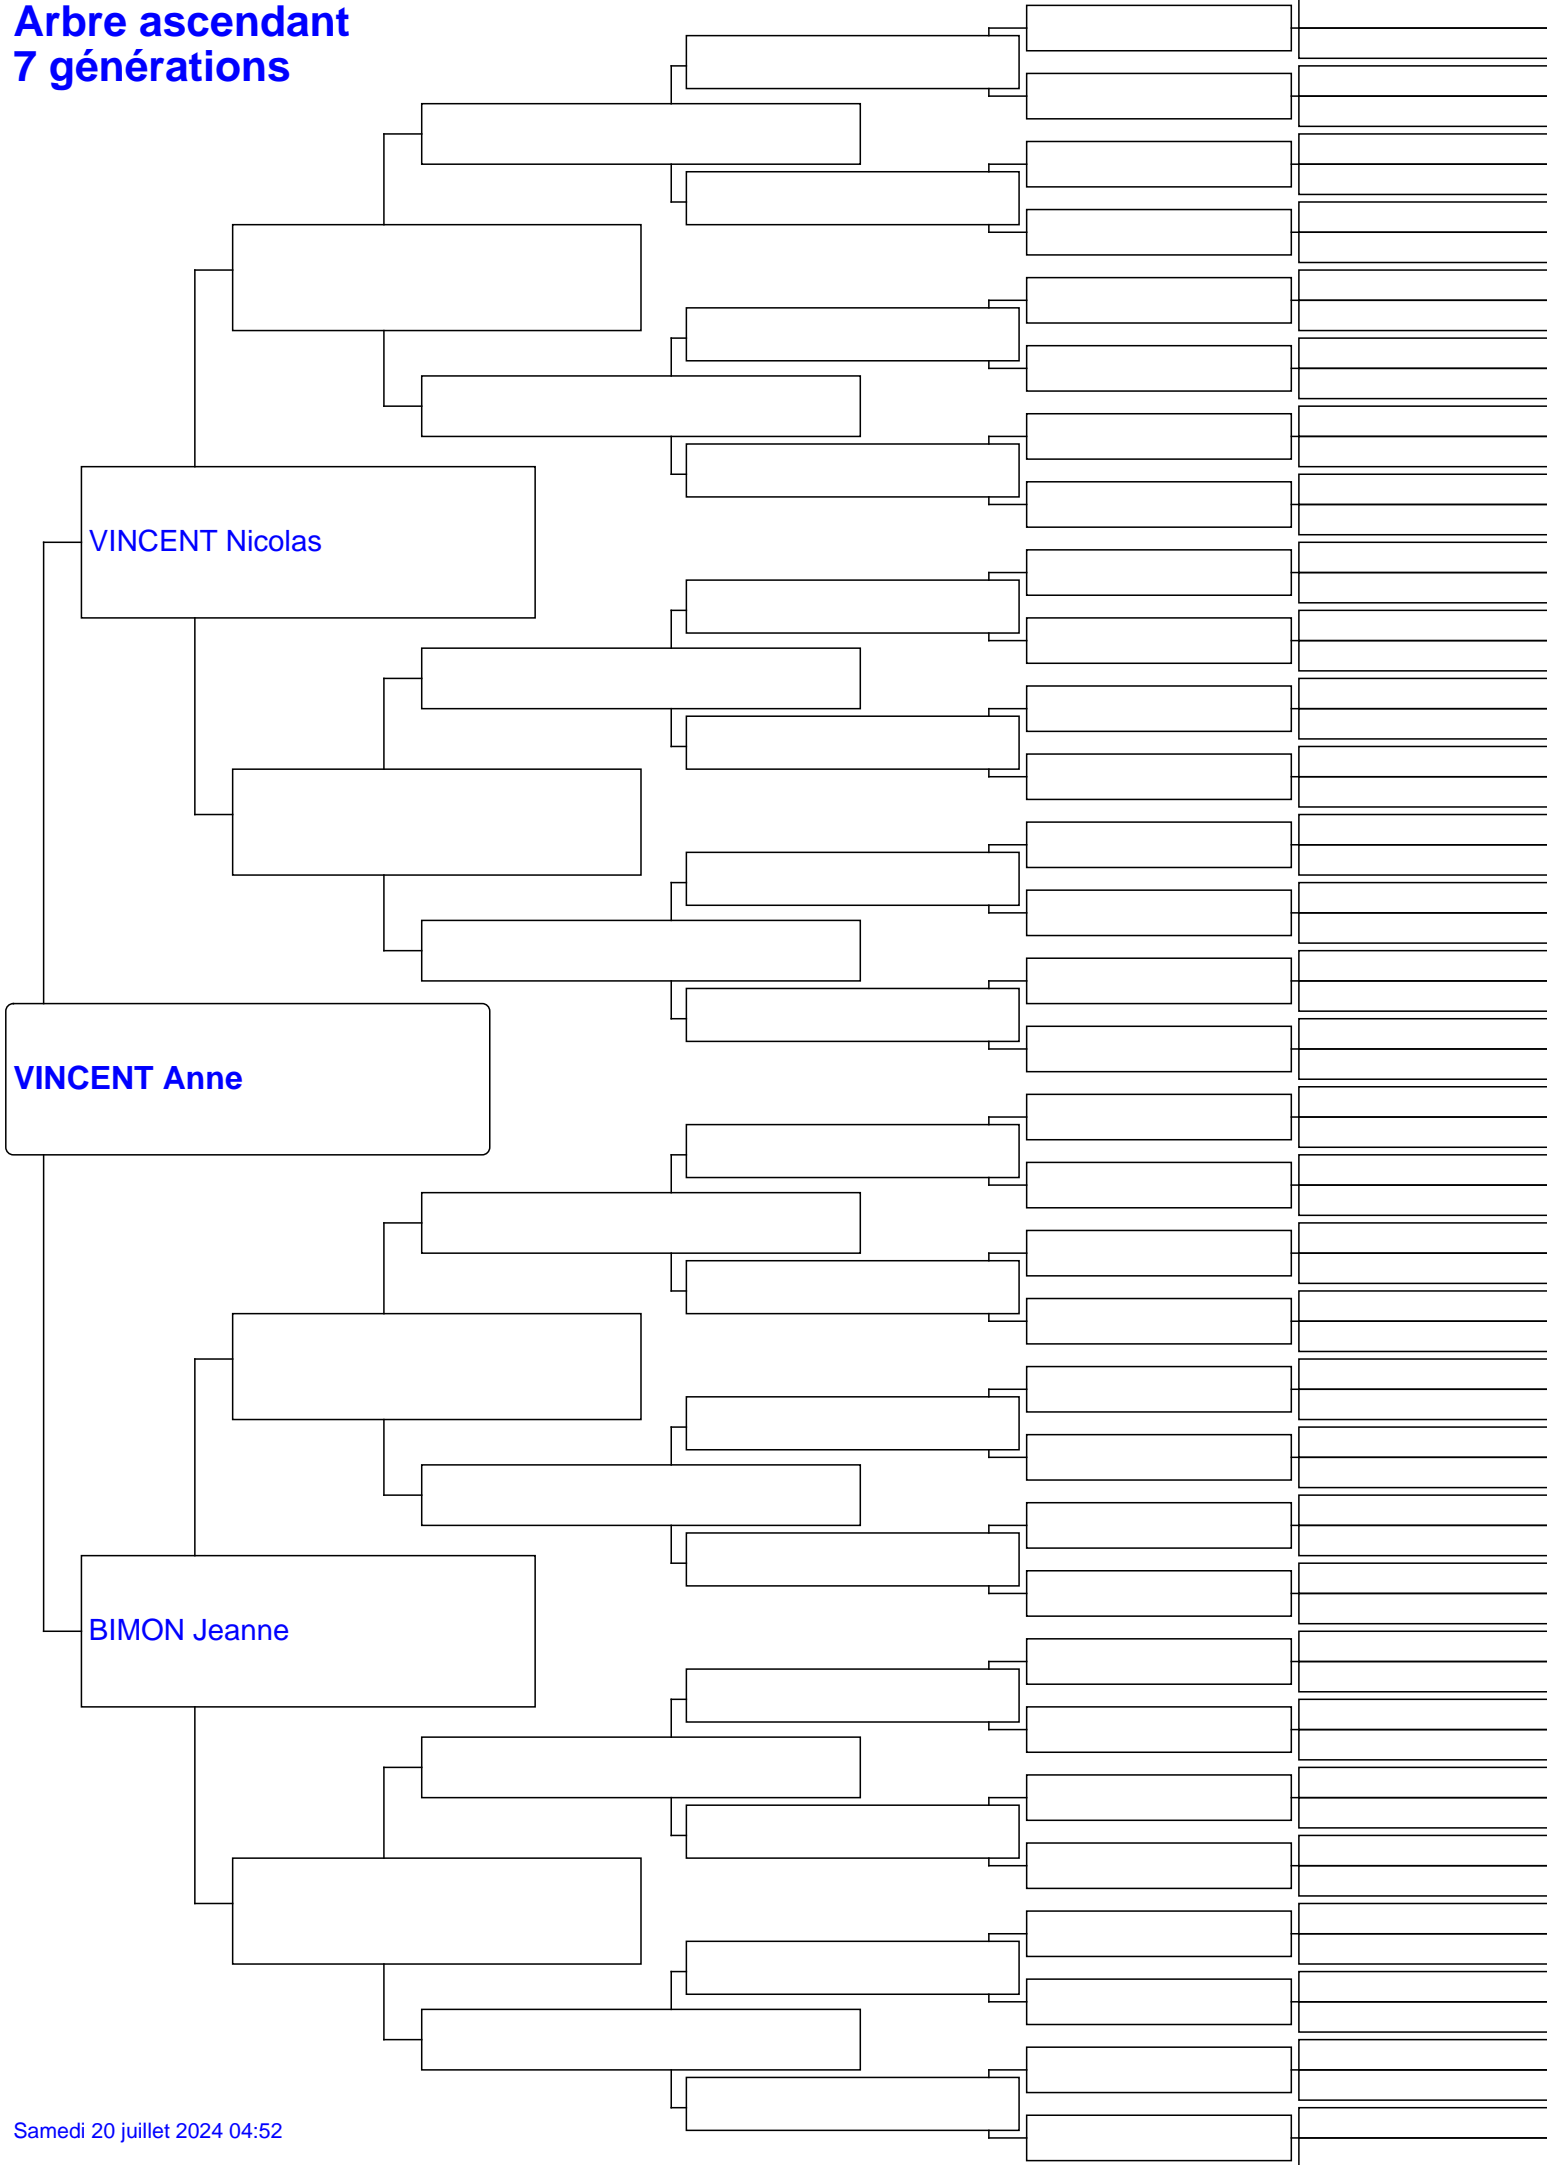 Arbre ascendant
7 générations
VINCENT Nicolas
VINCENT Anne
BIMON Jeanne
Samedi 20 juillet 2024 04:52